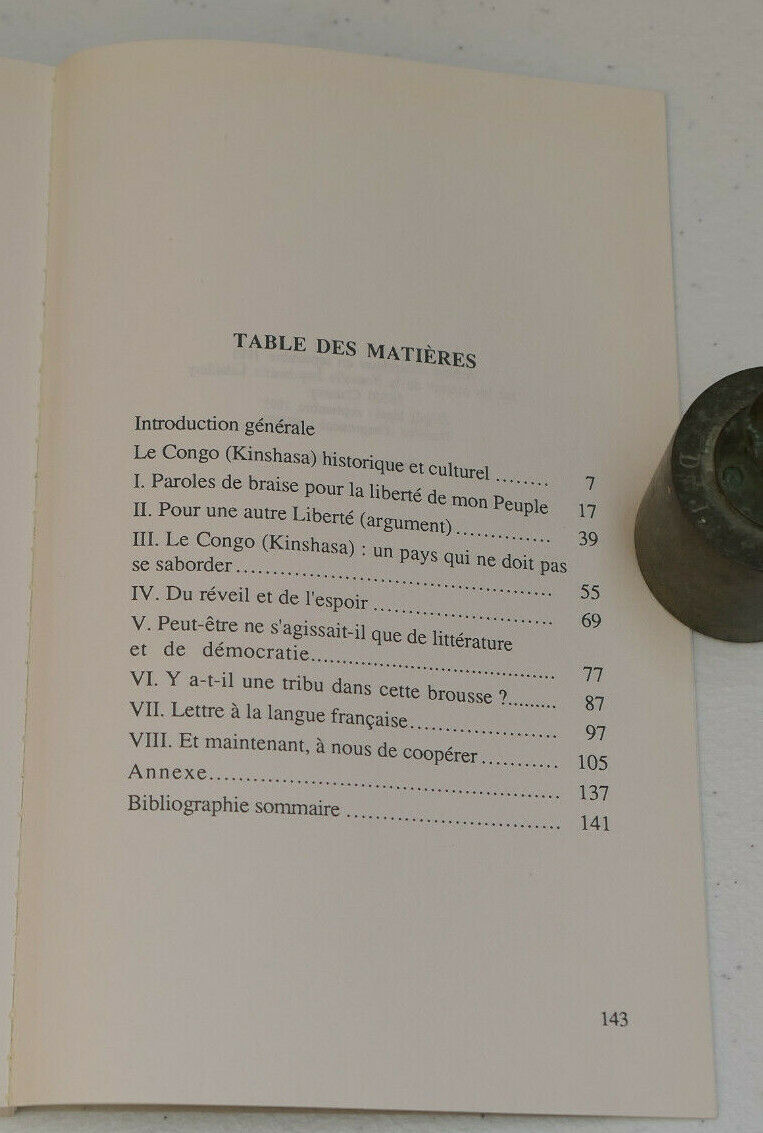 TABLE DES MATIÈRES
Introduction générale
Le Congo (Kinshasa) historique et culturel ........ 7
I. Paroles de braise pour la liberté de mon Peuple 17
II. Pour une autre Liberté (argument).............. 39
III. Le Congo (Kinshasa) : un pays qui ne doit pas
se saborder............................................. 55
IV. Du réveil et de l'espoir ........................... 69
V. Peut-être ne s'agissait-il que de littérature
et de démocratie..................................... 77
VI. Y a-t-il une tribu dans cette brousse ?......... 87
VII. Lettre à la langue française...................... 97
VIII. Et maintenant, à nous de coopérer ........... 105
Annexe.................................................. 137
Bibliographie sommaire ............................... 141
143